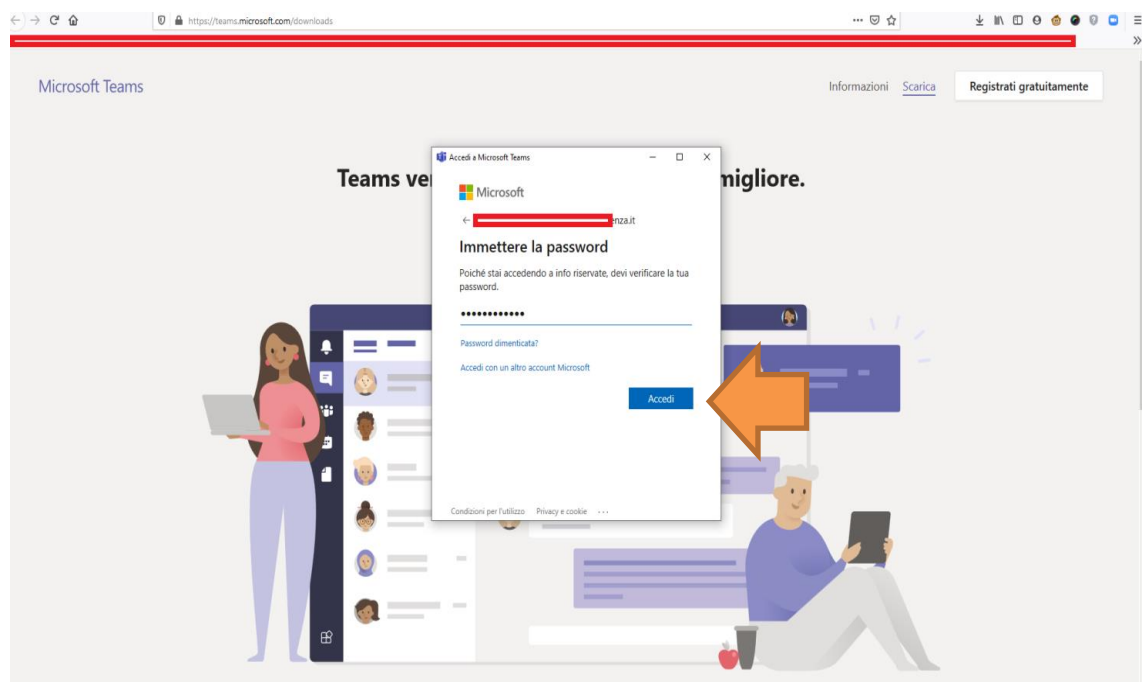 https://teams.microsoft.com/downloads
Microsoft Teams
Informazioni Scarica Registrati gratuitamente
Teams ve
migliore.
Accedi a Microsoft Teams
Microsoft
enza.it
Immettere la password
Poiché stai accedendo a info riservate, devi verificare la tua
password.
Password dimenticata?
Accedi con un altro account Microsoft
Accedi
Condizioni per l'utilizzo Privacy e cookie